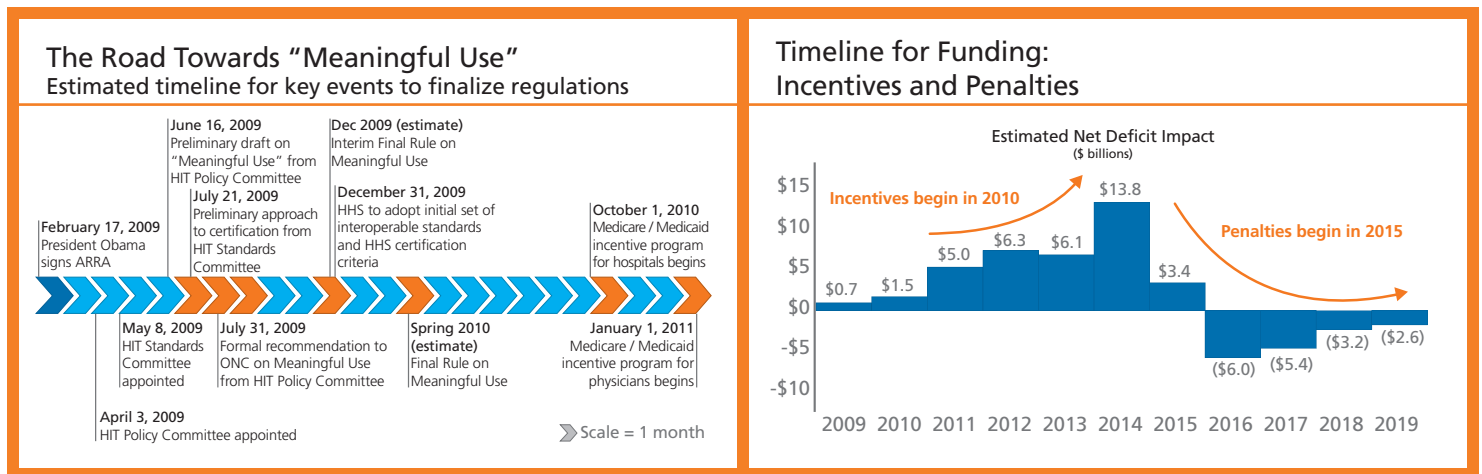 The Road Towards “Meaningful Use”
Estimated timeline for key events to finalize regulations
June 16, 2009
Preliminary draft on
“Meaningful Use” from
HIT Policy Committee
Dec 2009 (estimate)
Interim Final Rule on
Meaningful Use
July 21, 2009
Preliminary approach
to certification from
HIT Standards
Committee
December 31, 2009
HHS to adopt initial set of
interoperable standards
and HHS certification
criteria
February 17, 2009
President Obama
signs ARRA
October 1, 2010
Medicare / Medicaid
incentive program
for hospitals begins
May 8, 2009
HIT Standards
Committee
appointed
July 31, 2009
Formal recommendation to
ONC on Meaningful Use
from HIT Policy Committee
Spring 2010
(estimate)
Final Rule on
Meaningful Use
January 1, 2011
Medicare / Medicaid
incentive program for
physicians begins
April 3, 2009
HIT Policy Committee appointed
Scale = 1 month
Timeline for Funding:
Incentives and Penalties
Estimated Net Deficit Impact
($ billions)
$15
$10
$5
$0
-$5
-$10
Incentives begin in 2010
Penalties begin in 2015
$0.7
$1.5
$5.0
$6.3
$6.1
$13.8
$3.4
($6.0)
($5.4)
($3.2)
($2.6)
2009 2010 2011 2012 2013 2014 2015 2016 2017 2018 2019